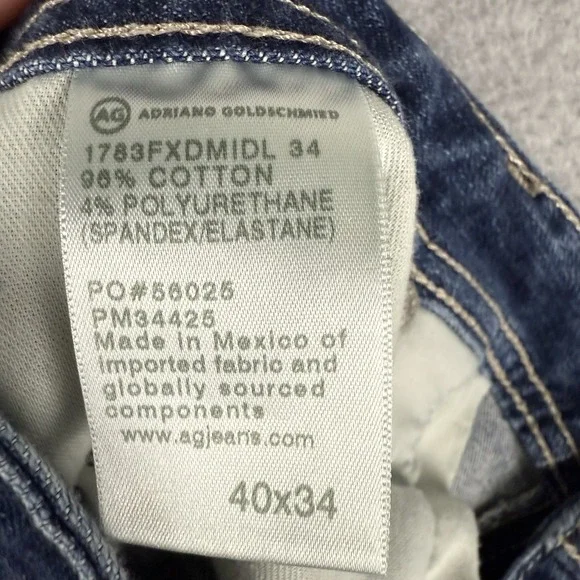 AG ADRIANO GOLDSCHMIED
1783FXDMIDL 34
96% COTTON
4% POLYURETHANE
(SPANDEX/ELASTANE)
PO#56025
PM34425
Made in Mexico of
imported fabric and
globally sourced
components
www.agjeans.com
40x34